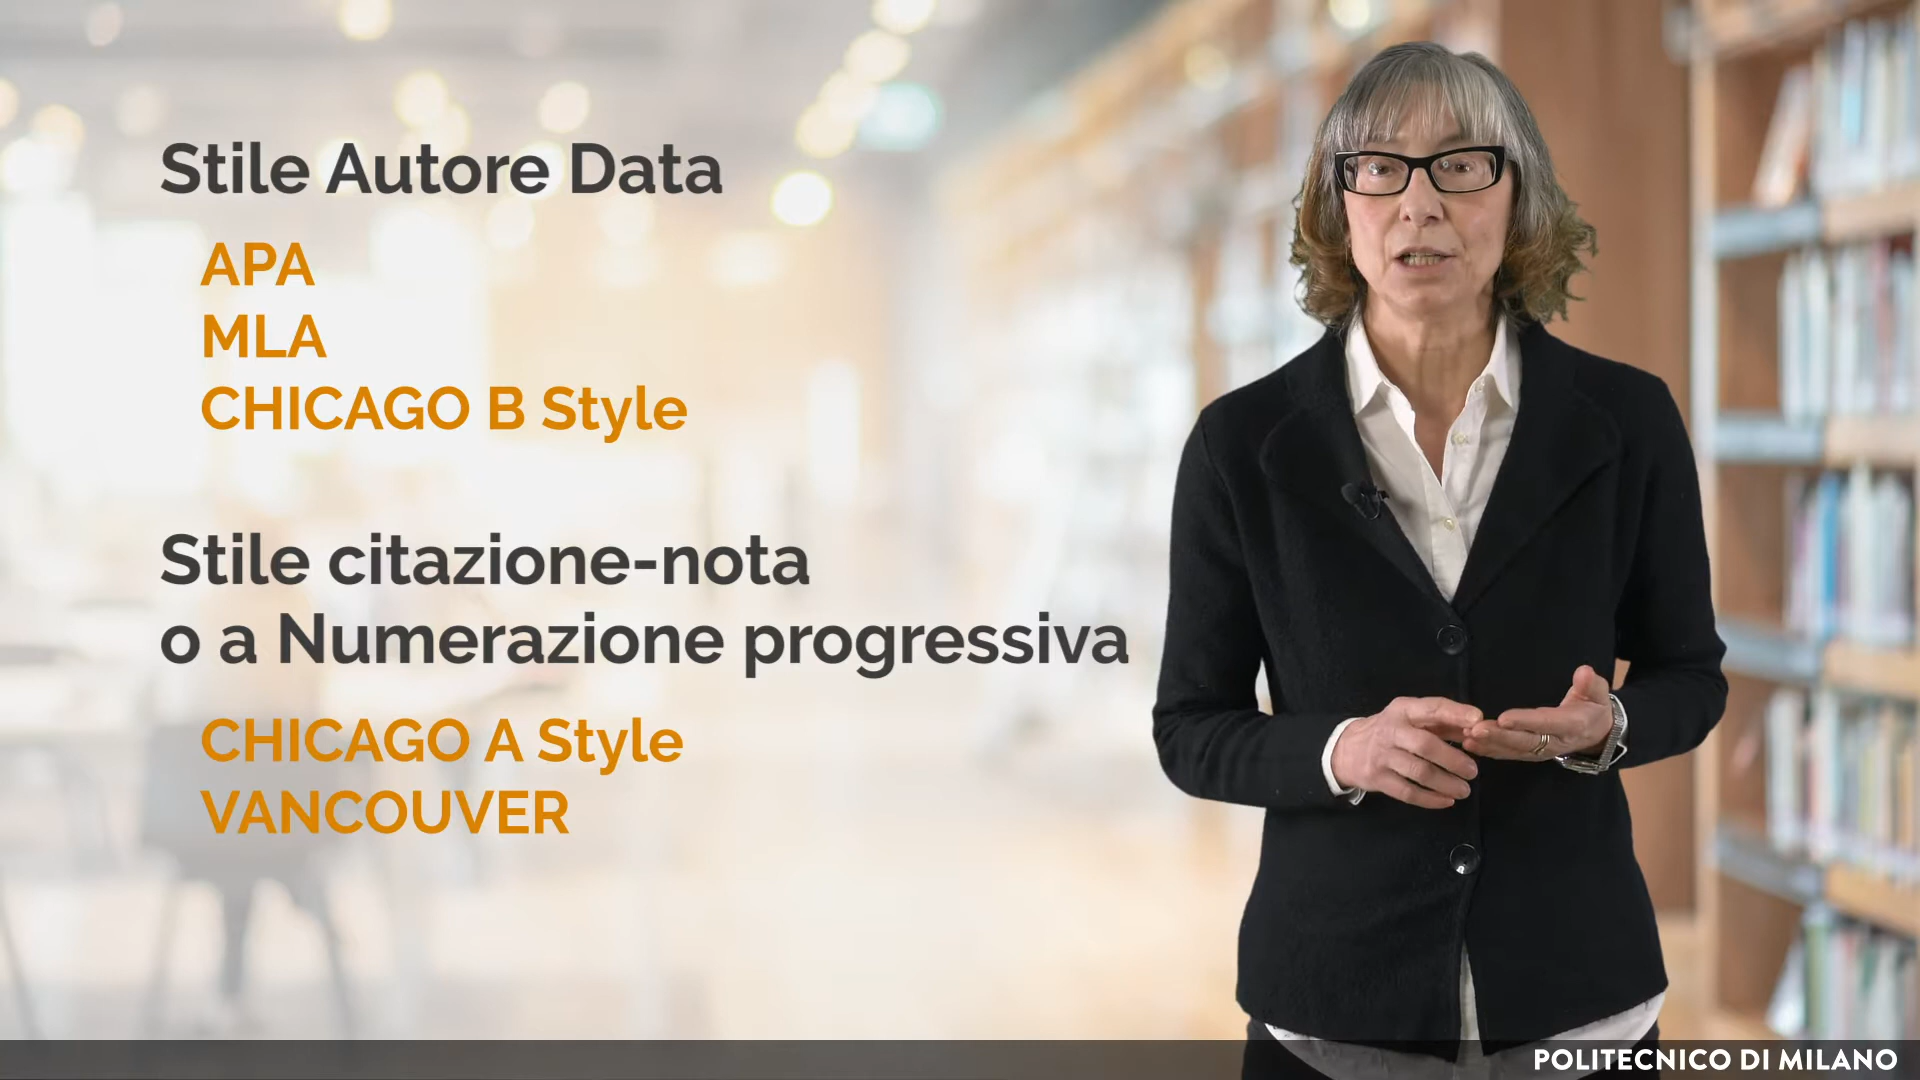 Stile Autore Data
APA
MLA
CHICAGO B Style
Stile citazione-nota
o a Numerazione progressiva
CHICAGO A Style
VANCOUVER
POLITECNICO DI MILANO